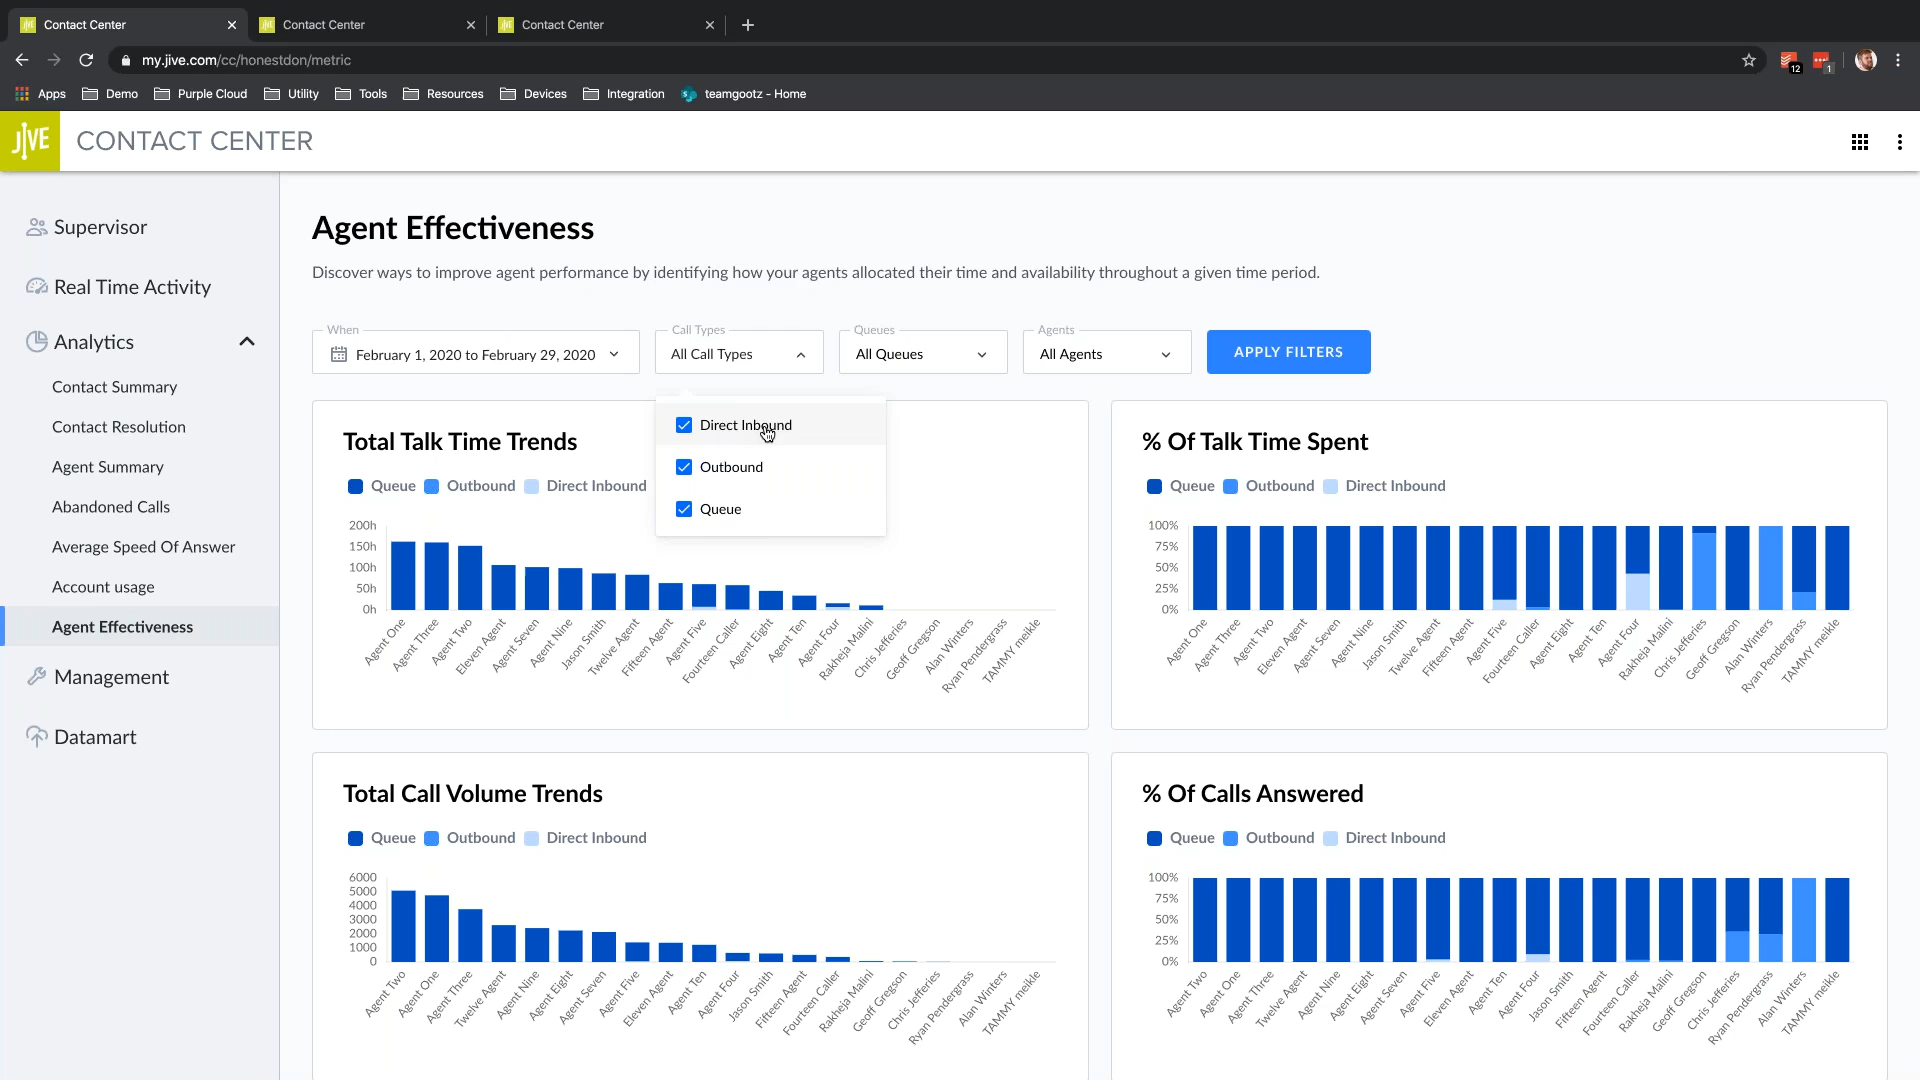 Contact Center
Contact Center
Contact Center
my.jive.com/cc/honestdon/metric
12
1
Apps
Demo
Purple Cloud
Utility
Tools
Resources
Devices
Integration
teamgootz - Home
JIVE
CONTACT CENTER
Supervisor
Real Time Activity
Analytics
Contact Summary
Contact Resolution
Agent Summary
Abandoned Calls
Average Speed Of Answer
Account usage
Agent Effectiveness
Management
Datamart
Agent Effectiveness
Discover ways to improve agent performance by identifying how your agents allocated their time and availability throughout a given time period.
When
February 1, 2020 to February 29, 2020
Call Types
All Call Types
Queues
All Queues
Agents
All Agents
APPLY FILTERS
Direct Inbound
Outbound
Queue
Total Talk Time Trends
Queue Outbound Direct Inbound
200h
150h
100h
50h
0h
Agent One
Agent Three
Agent Two
Eleven Agent
Agent Seven
Agent Nine
Jason Smith
Twelve Agent
Fifteen Agent
Agent Five
Fourteen Caller
Agent Eight
Agent Ten
Agent Four
Rakheja Malini
Chris Jefferies
Geoff Gregson
Alan Winters
Ryan Pendergrass
TAMMY meikle
% Of Talk Time Spent
Queue Outbound Direct Inbound
100%
75%
50%
25%
0%
Agent One
Agent Three
Agent Two
Eleven Agent
Agent Seven
Agent Nine
Jason Smith
Twelve Agent
Fifteen Agent
Agent Five
Fourteen Caller
Agent Eight
Agent Ten
Agent Four
Rakheja Malini
Chris Jefferies
Geoff Gregson
Alan Winters
Ryan Pendergrass
TAMMY meikle
Total Call Volume Trends
Queue Outbound Direct Inbound
6000
5000
4000
3000
2000
1000
0
Agent Two
Agent One
Agent Three
Twelve Agent
Agent Nine
Agent Eight
Agent Seven
Agent Five
Eleven Agent
Agent Ten
Agent Four
Jason Smith
Fifteen Agent
Fourteen Caller
Rakheja Malini
Geoff Gregson
Chris Jefferies
Ryan Pendergrass
Alan Winters
TAMMY meikle
% Of Calls Answered
Queue Outbound Direct Inbound
100%
75%
50%
25%
0%
Agent Two
Agent One
Agent Three
Twelve Agent
Agent Nine
Agent Eight
Agent Seven
Agent Five
Eleven Agent
Agent Ten
Agent Four
Jason Smith
Fifteen Agent
Fourteen Caller
Rakheja Malini
Geoff Gregson
Chris Jefferies
Ryan Pendergrass
Alan Winters
TAMMY meikle